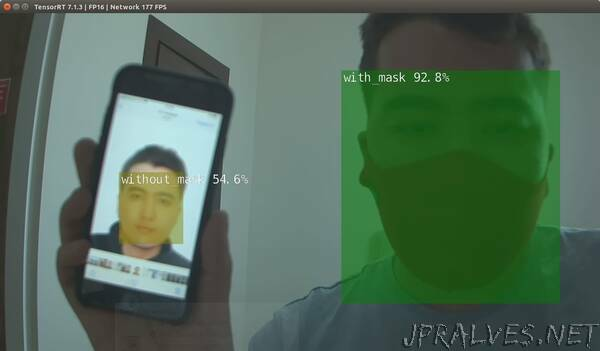 TensorRT 7.1.3 | FP16 | Network 177 FPS
with_mask 92.8%
without mask 54.6%
JPRALVES.NET